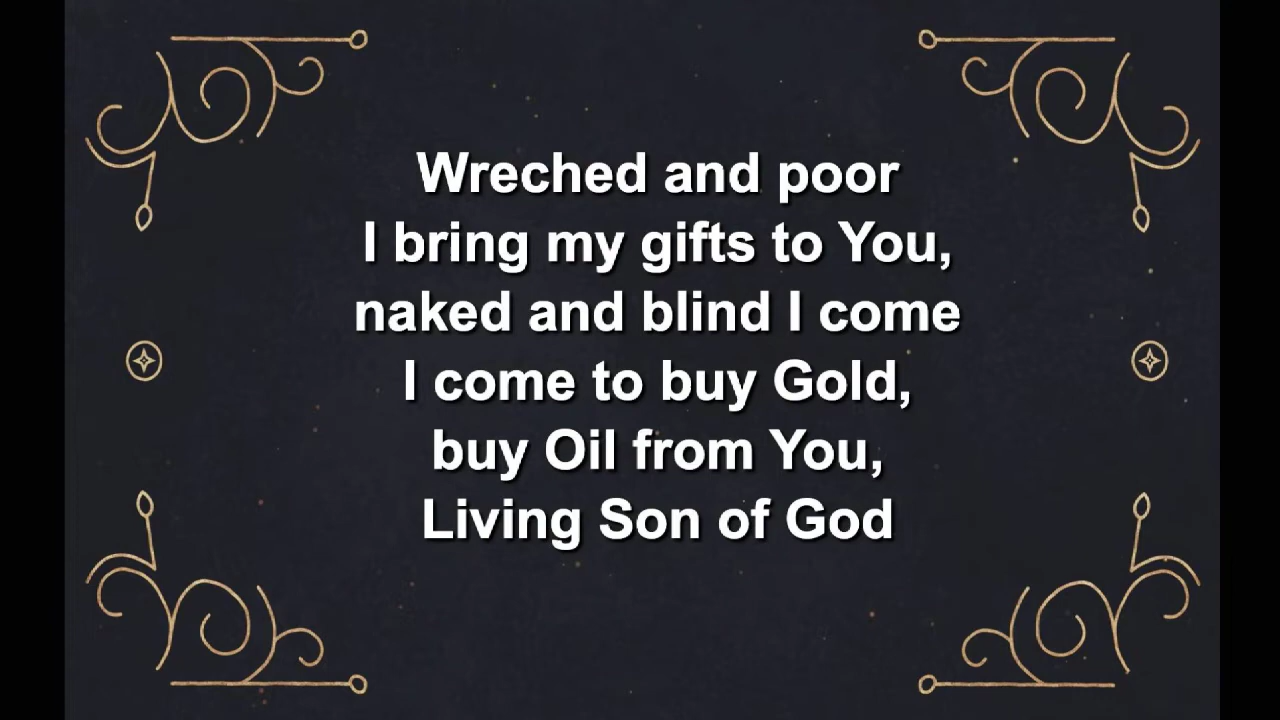 Wreched and poor
I bring my gifts to You,
naked and blind I come
I come to buy Gold,
buy Oil from You,
Living Son of God